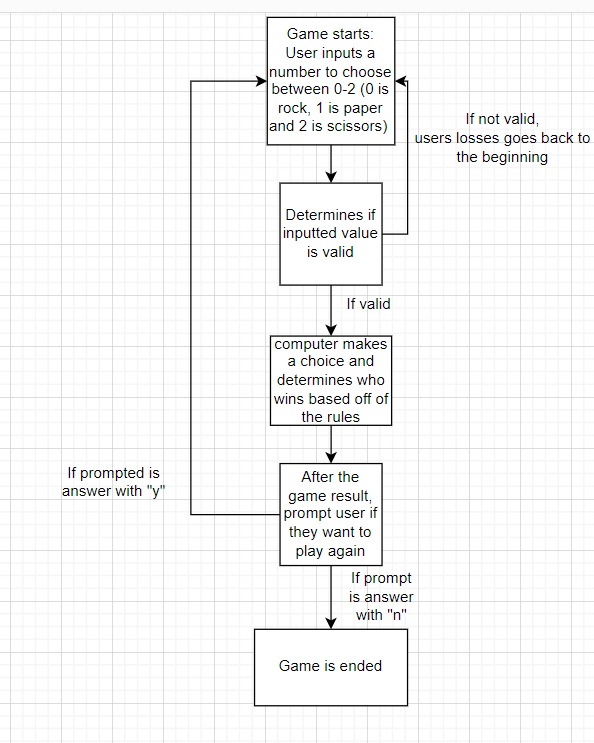 Game starts:
User inputs a
number to choose
between 0-2 (0 is
rock, 1 is paper
and 2 is scissors)
If not valid,
users losses goes back to
the beginning
Determines if
inputted value
is valid
If valid
computer makes
a choice and
determines who
wins based off of
the rules
If prompted is
answer with "y"
After the
game result,
prompt user if
they want to
play again
If prompt
is answer
with "n"
Game is ended